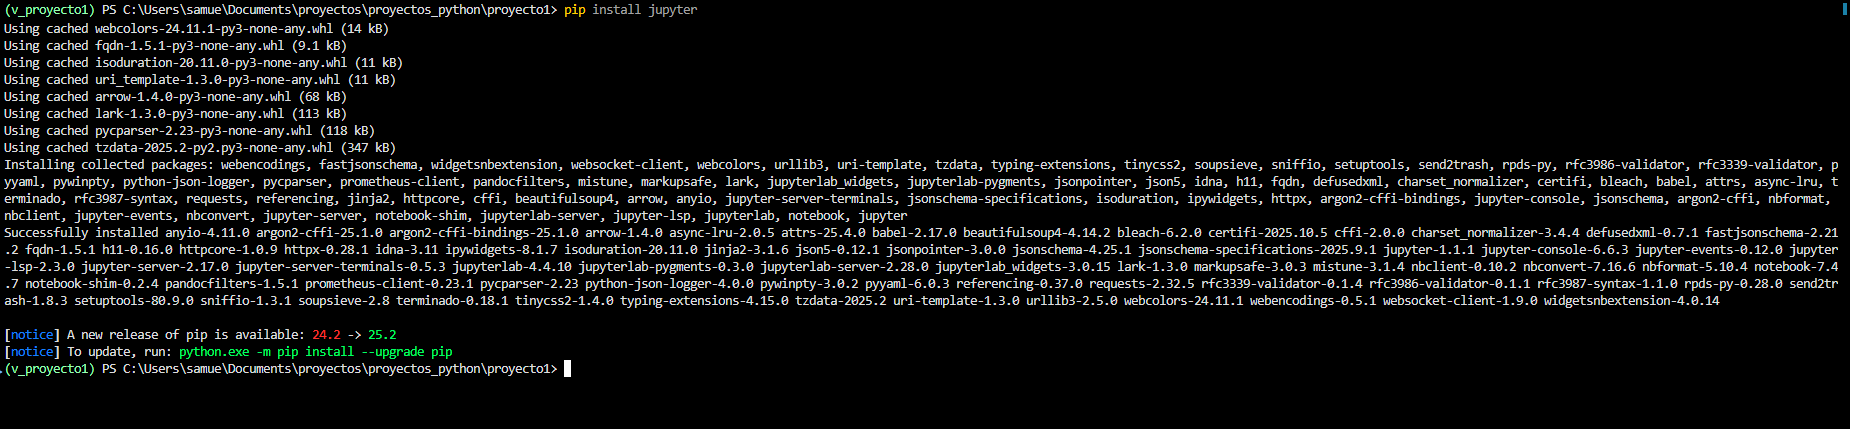 (v_proyecto1) PS C:\Users\samue\Documents\proyectos\proyectos_python\proyecto1> pip install jupyter
Using cached webcolors-24.11.1-py3-none-any.whl (14 kB)
Using cached fqdn-1.5.1-py3-none-any.whl (9.1 kB)
Using cached isoduration-20.11.0-py3-none-any.whl (11 kB)
Using cached uri_template-1.3.0-py3-none-any.whl (11 kB)
Using cached arrow-1.4.0-py3-none-any.whl (68 kB)
Using cached lark-1.3.0-py3-none-any.whl (113 kB)
Using cached pycparser-2.23-py3-none-any.whl (118 kB)
Using cached tzdata-2025.2-py2.py3-none-any.whl (347 kB)
Installing collected packages: webencodings, fastjsonschema, widgetsnbextension, websocket-client, webcolors, urllib3, uri-template, tzdata, typing-extensions, tinycss2, soupsieve, sniffio, setuptools, send2trash, rpds-py, rfc3986-validator, rfc3339-validator, p
yyaml, pywinpty, python-json-logger, pycparser, prometheus-client, pandocfilters, mistune, markupsafe, lark, jupyterlab_widgets, jupyterlab-pygments, jsonpointer, json5, idna, h11, fqdn, defusedxml, charset_normalizer, certifi, bleach, babel, attrs, async-lru, t
erminado, rfc3987-syntax, requests, referencing, jinja2, httpcore, cffi, beautifulsoup4, arrow, anyio, jupyter-server-terminals, jsonschema-specifications, isoduration, ipywidgets, httpx, argon2-cffi-bindings, jupyter-console, jsonschema, argon2-cffi, nbformat,
nbclient, jupyter-events, nbconvert, jupyter-server, notebook-shim, jupyterlab-server, jupyter-lsp, jupyterlab, notebook, jupyter
Successfully installed anyio-4.11.0 argon2-cffi-25.1.0 argon2-cffi-bindings-25.1.0 arrow-1.4.0 async-lru-2.0.5 attrs-25.4.0 babel-2.17.0 beautifulsoup4-4.14.2 bleach-6.2.0 certifi-2025.10.5 cffi-2.0.0 charset_normalizer-3.4.4 defusedxml-0.7.1 fastjsonschema-2.21
.2 fqdn-1.5.1 h11-0.16.0 httpcore-1.0.9 httpx-0.28.1 idna-3.11 ipywidgets-8.1.7 isoduration-20.11.0 jinja2-3.1.6 json5-0.12.1 jsonpointer-3.0.0 jsonschema-4.25.1 jsonschema-specifications-2025.9.1 jupyter-1.1.1 jupyter-console-6.6.3 jupyter-events-0.12.0 jupyter
-lsp-2.3.0 jupyter-server-2.17.0 jupyter-server-terminals-0.5.3 jupyterlab-4.4.10 jupyterlab-pygments-0.3.0 jupyterlab-server-2.28.0 jupyterlab_widgets-3.0.15 lark-1.3.0 markupsafe-3.0.3 mistune-3.1.4 nbclient-0.10.2 nbconvert-7.16.6 nbformat-5.10.4 notebook-7.4
.7 notebook-shim-0.2.4 pandocfilters-1.5.1 prometheus-client-0.23.1 pycparser-2.23 python-json-logger-4.0.0 pywinpty-3.0.2 pyyaml-6.0.3 referencing-0.37.0 requests-2.32.5 rfc3339-validator-0.1.4 rfc3986-validator-0.1.1 rfc3987-syntax-1.1.0 rpds-py-0.28.0 send2tr
ash-1.8.3 setuptools-80.9.0 sniffio-1.3.1 soupsieve-2.8 terminado-0.18.1 tinycss2-1.4.0 typing-extensions-4.15.0 tzdata-2025.2 uri-template-1.3.0 urllib3-2.5.0 webcolors-24.11.1 webencodings-0.5.1 websocket-client-1.9.0 widgetsnbextension-4.0.14
[notice] A new release of pip is available: 24.2 -> 25.2
[notice] To update, run: python.exe -m pip install --upgrade pip
(v_proyecto1) PS C:\Users\samue\Documents\proyectos\proyectos_python\proyecto1>